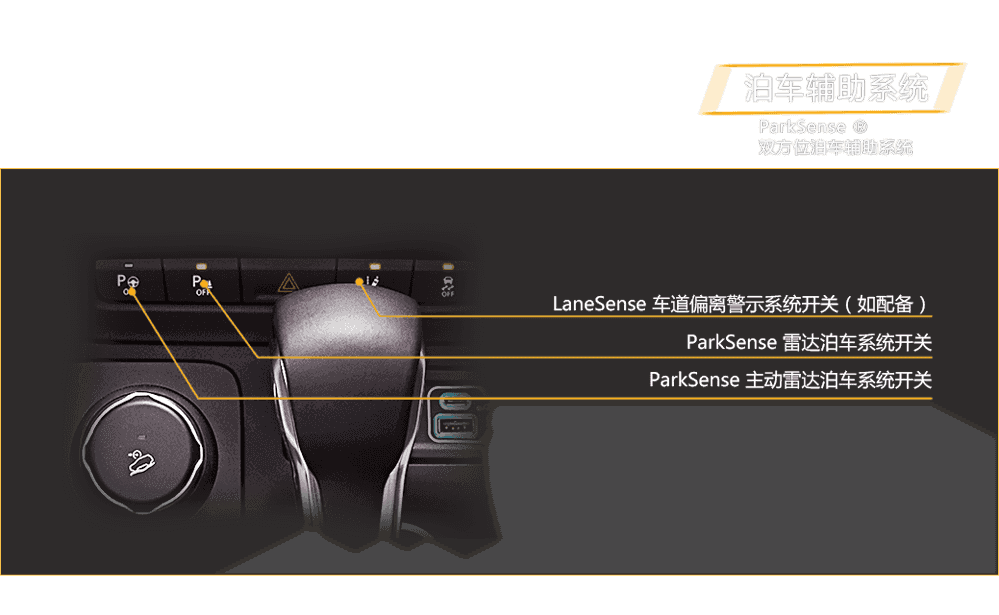 泊车辅助系统
ParkSense ®
双方位泊车辅助系统
P
P
OFF
OFF
LaneSense 车道偏离警示系统开关（如配备）
ParkSense 雷达泊车系统开关
ParkSense 主动雷达泊车系统开关